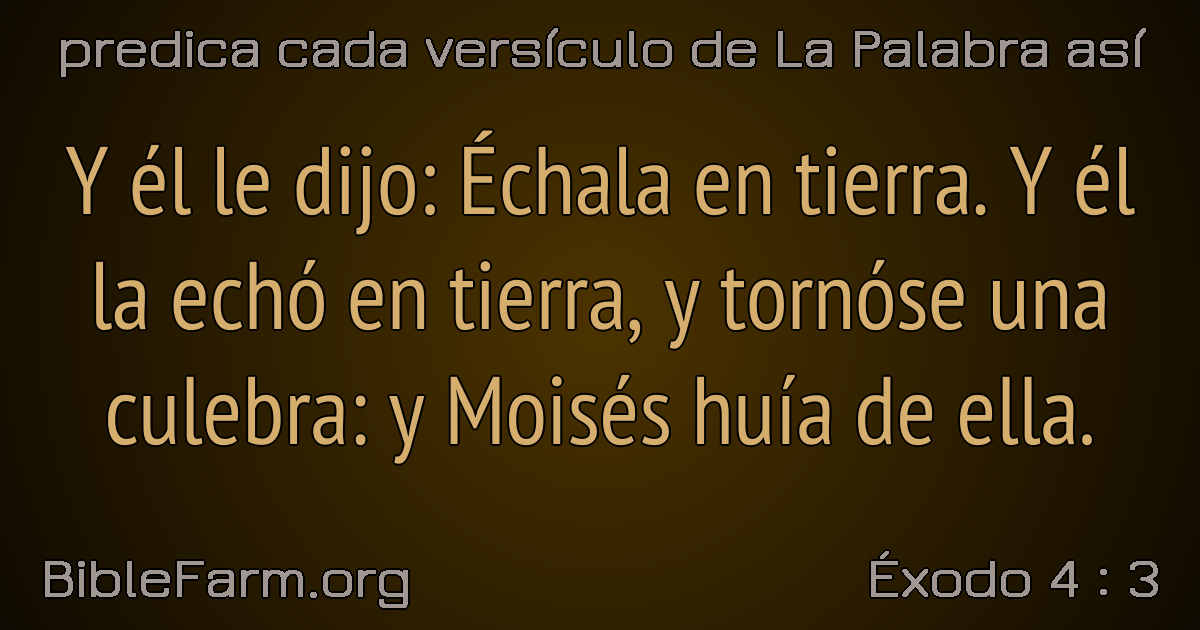 predica cada versículo de La Palabra así
Y él le dijo: Échala en tierra. Y él
la echó en tierra, y tornóse una
culebra: y Moisés huía de ella.
BibleFarm.org
Éxodo 4 : 3